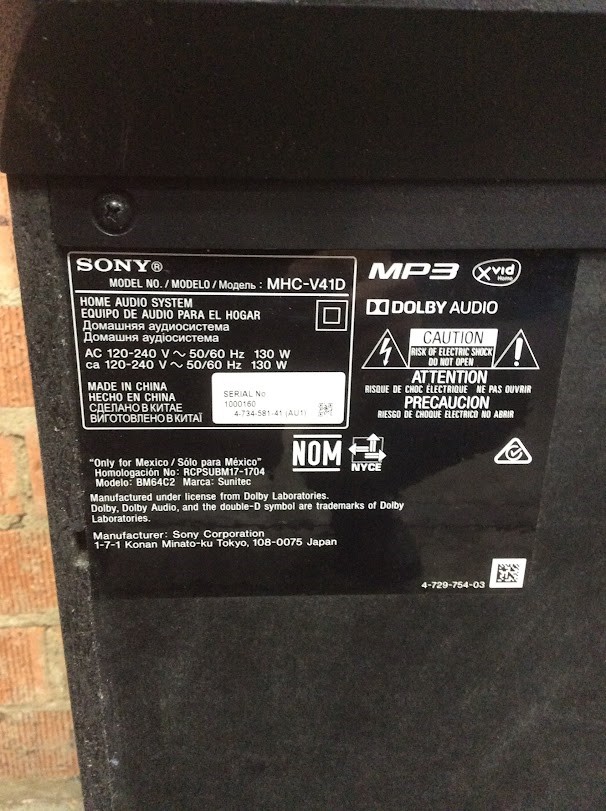 SONY®
MODEL NO. / MODELO / Модель : MHC-V41D
HOME AUDIO SYSTEM
EQUIPO DE AUDIO PARA EL HOGAR
Домашняя аудиосистема
Домашня аудіосистема
AC 120-240 V ~ 50/60 Hz 130 W
ca 120-240 V ~ 50/60 Hz 130 W
MADE IN CHINA
HECHO EN CHINA
СДЕЛАНО В КИТАЕ
ВИГОТОВЛЕНО В КИТАЇ
SERIAL No
1000160
4-734-581-41 (AU1)
MP3 XviD Home
DOLBY AUDIO
CAUTION
RISK OF ELECTRIC SHOCK
DO NOT OPEN
ATTENTION
RISQUE DE CHOC ELECTRIQUE NE PAS OUVRIR
PRECAUCION
RIESGO DE CHOQUE ELECTRICO NO ABRIR
NOM NYCE
"Only for Mexico / Sólo para México"
Homologación No: RCPSUBM17-1704
Modelo: BM64C2 Marca: Sunitec
Manufactured under license from Dolby Laboratories.
Dolby, Dolby Audio, and the double-D symbol are trademarks of Dolby
Laboratories.
Manufacturer: Sony Corporation
1-7-1 Konan Minato-ku Tokyo, 108-0075 Japan
4-729-754-03